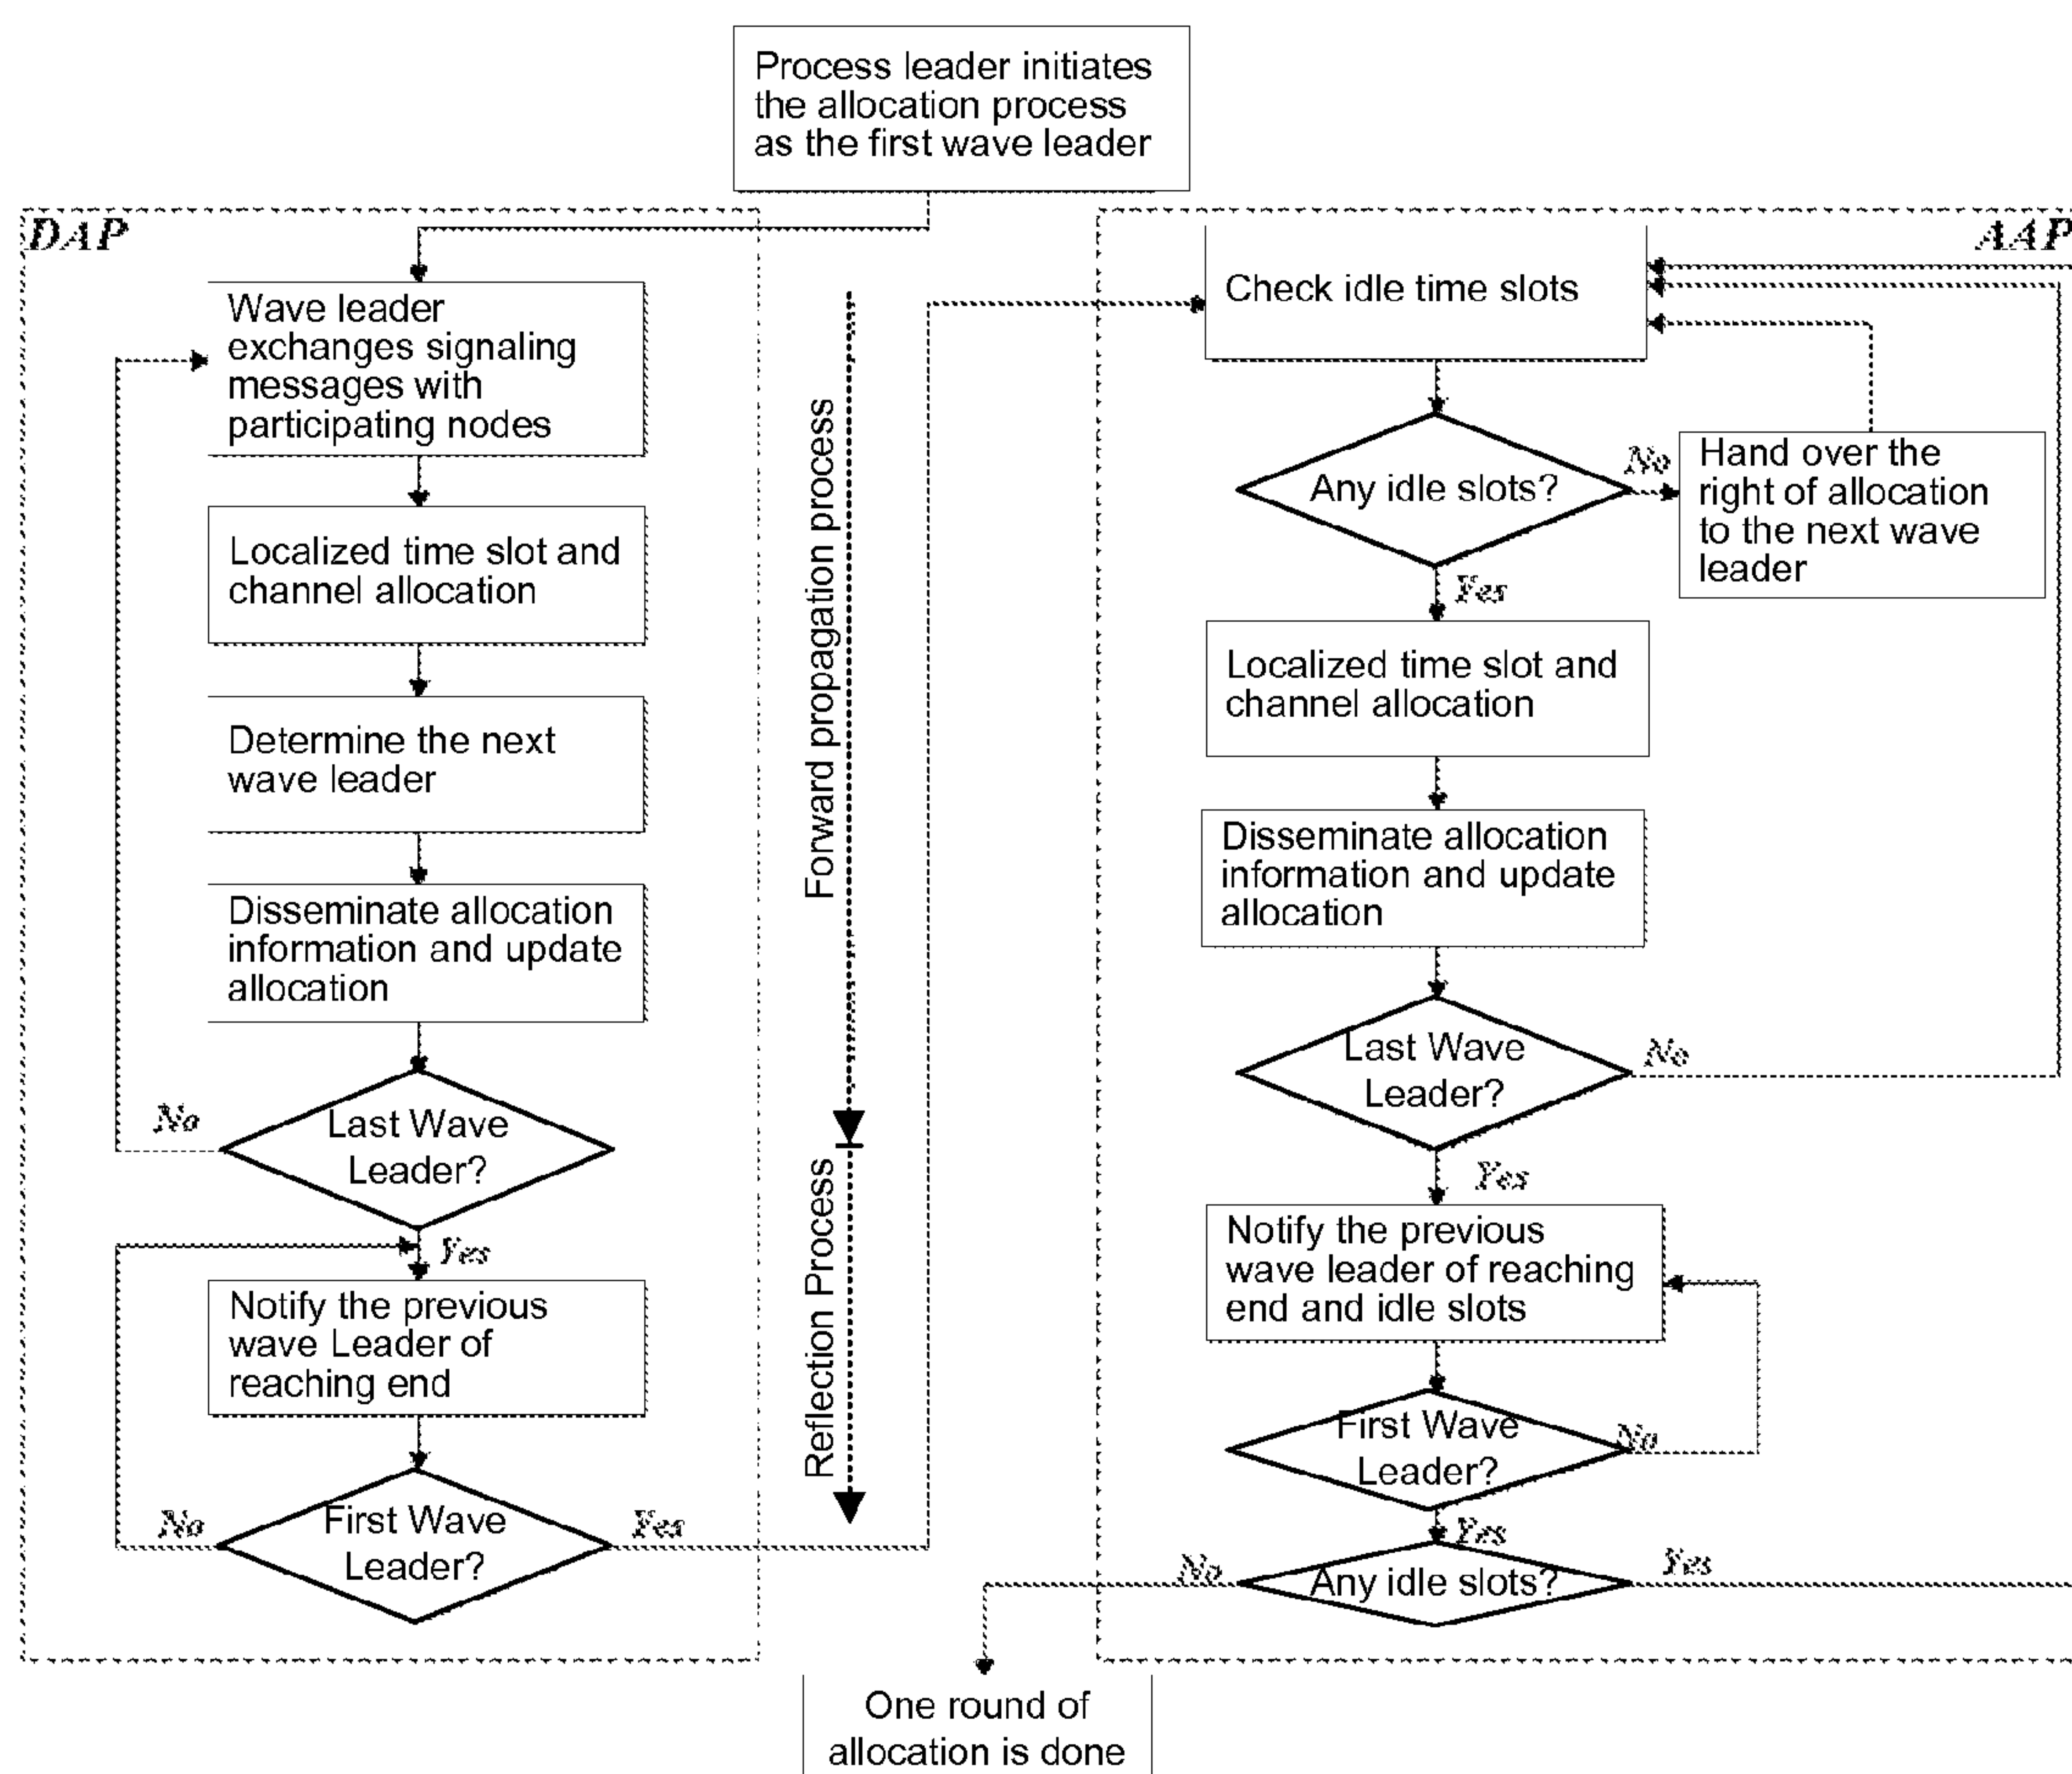 Process leader initiates
the allocation process
as the first wave leader
DAP
Wave leader
exchanges signaling
messages with
participating nodes
Localized time slot and
channel allocation
Determine the next
wave leader
Disseminate allocation
information and update
allocation
Last Wave
Leader?
No
Yes
Notify the previous
wave Leader of
reaching end
First Wave
Leader?
No
Yes
Forward propagation process
Reflection Process
AAP
Check idle time slots
Any idle slots?
No
Hand over the
right of allocation
to the next wave
leader
Yes
Localized time slot and
channel allocation
Disseminate allocation
information and update
allocation
Last Wave
Leader?
No
Yes
Notify the previous
wave leader of reaching
end and idle slots
First Wave
Leader?
No
Yes
Any idle slots?
No
Yes
One round of
allocation is done